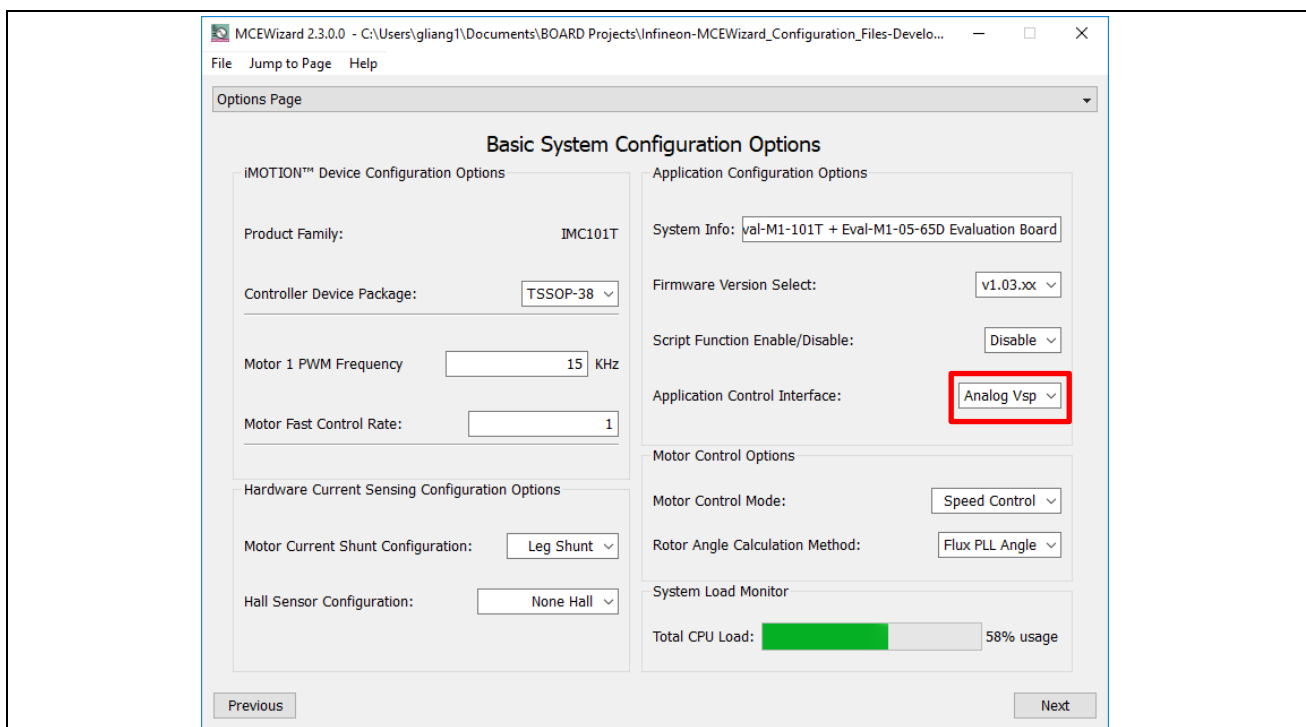 MCEWizard 2.3.0.0 - C:\Users\gliang1\Documents\BOARD Projects\Infineon-MCEWizard_Configuration_Files-Develo...
File Jump to Page Help
Options Page
Basic System Configuration Options
iMOTION™ Device Configuration Options
Product Family: IMC101T
Controller Device Package: TSSOP-38
Motor 1 PWM Frequency 15 KHz
Motor Fast Control Rate: 1
Hardware Current Sensing Configuration Options
Motor Current Shunt Configuration: Leg Shunt
Hall Sensor Configuration: None Hall
Application Configuration Options
System Info: val-M1-101T + Eval-M1-05-65D Evaluation Board
Firmware Version Select: v1.03.xx
Script Function Enable/Disable: Disable
Application Control Interface: Analog Vsp
Motor Control Options
Motor Control Mode: Speed Control
Rotor Angle Calculation Method: Flux PLL Angle
System Load Monitor
Total CPU Load: 58% usage
Previous
Next